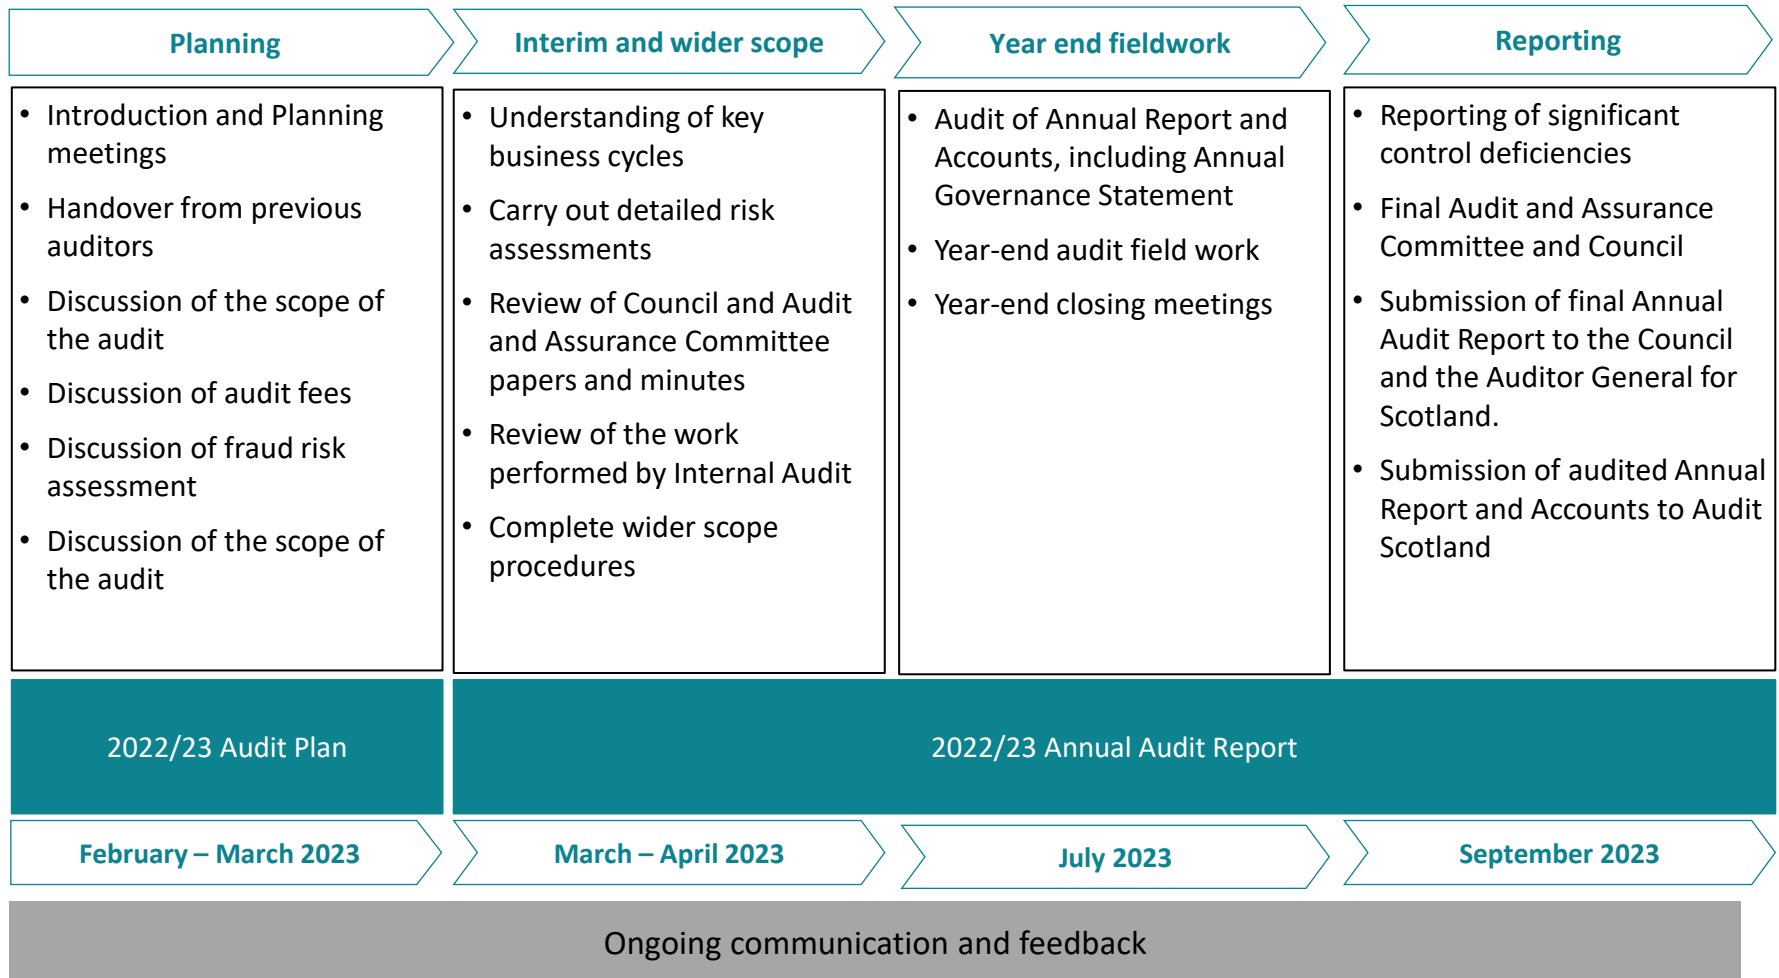 Planning
Interim and wider scope
Year end fieldwork
Reporting
• Introduction and Planning
meetings
• Handover from previous
auditors
• Discussion of the scope of
the audit
• Discussion of audit fees
• Discussion of fraud risk
assessment
• Discussion of the scope of
the audit
• Understanding of key
business cycles
• Carry out detailed risk
assessments
• Review of Council and Audit
and Assurance Committee
papers and minutes
• Review of the work
performed by Internal Audit
• Complete wider scope
procedures
• Audit of Annual Report and
Accounts, including Annual
Governance Statement
• Year-end audit field work
• Year-end closing meetings
• Reporting of significant
control deficiencies
• Final Audit and Assurance
Committee and Council
• Submission of final Annual
Audit Report to the Council
and the Auditor General for
Scotland.
• Submission of audited Annual
Report and Accounts to Audit
Scotland
2022/23 Audit Plan
2022/23 Annual Audit Report
February – March 2023
March – April 2023
July 2023
September 2023
Ongoing communication and feedback